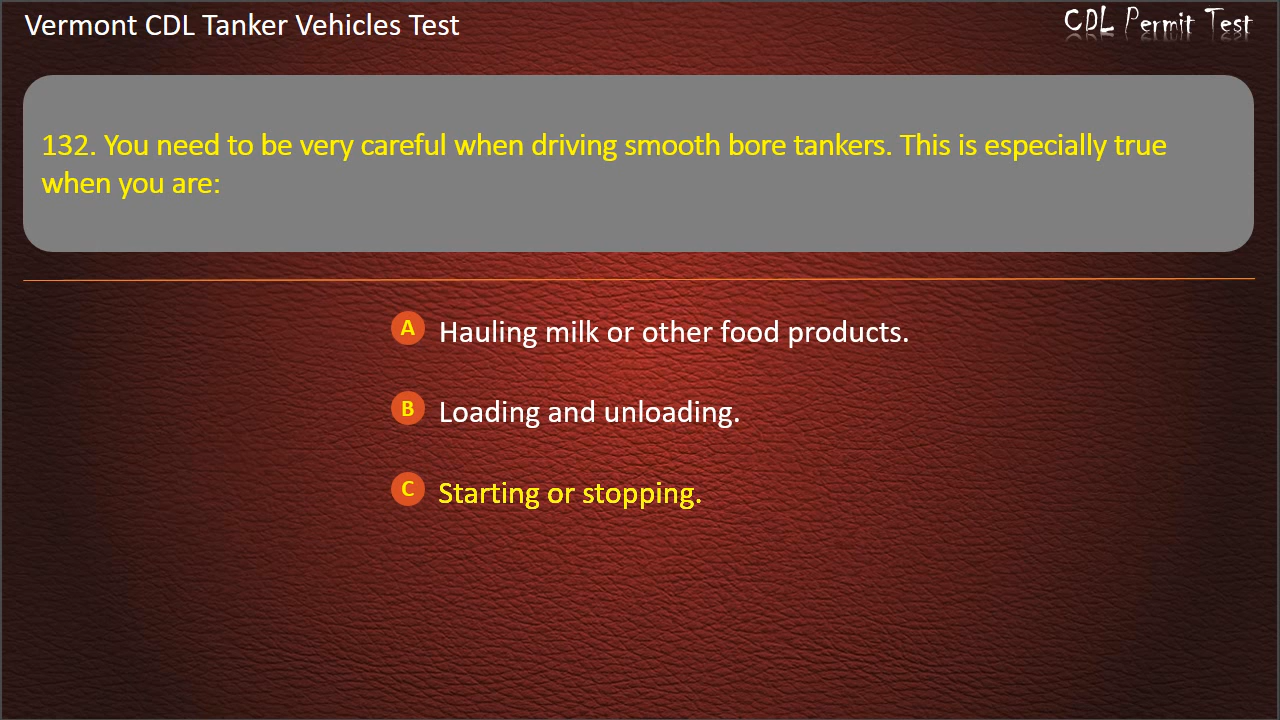 Vermont CDL Tanker Vehicles Test
CDL Permit Test
132. You need to be very careful when driving smooth bore tankers. This is especially true
when you are:
A Hauling milk or other food products.
B Loading and unloading.
C Starting or stopping.